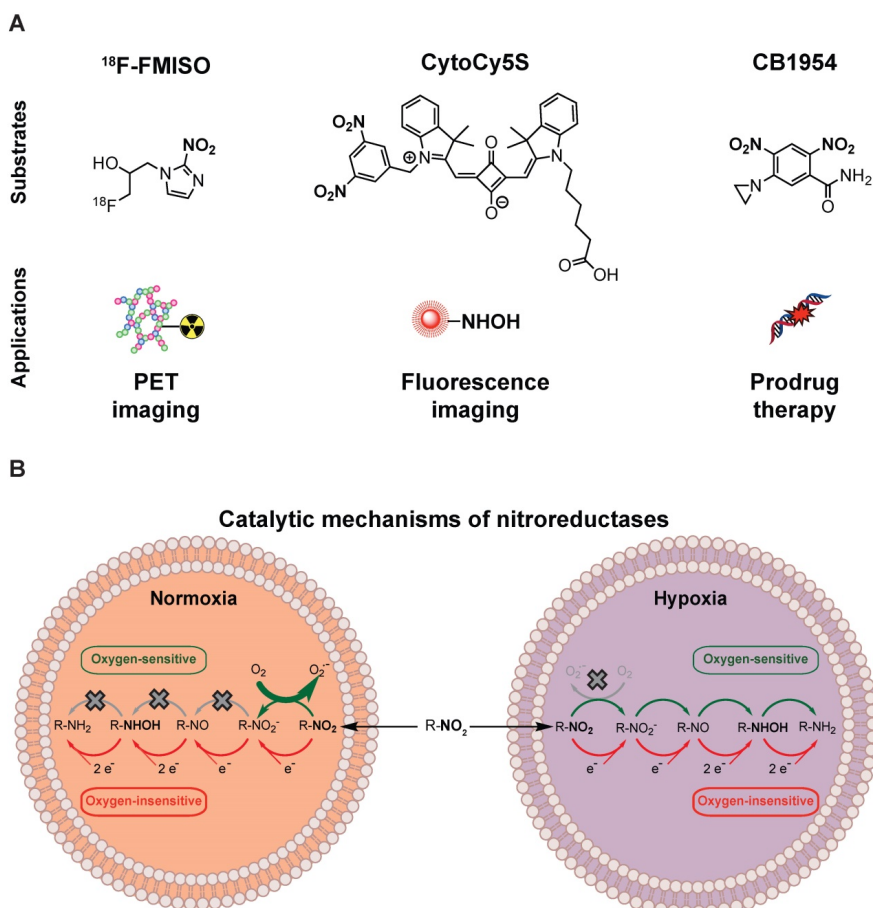 A
¹⁸F-FMISO
CytoCy5S
CB1954
Substrates
HO
NO₂
N
N
¹⁸F
O₂N
O₂N
N
⊕
O
O
⊖
N
O
OH
O₂N
NO₂
N
NH₂
O
Applications
NHOH
PET
imaging
Fluorescence
imaging
Prodrug
therapy
B
Catalytic mechanisms of nitroreductases
Normoxia
Oxygen-sensitive
O₂
O₂·⁻
R-NH₂
R-NHOH
R-NO
R-NO₂⁻
R-NO₂
2 e⁻
2 e⁻
e⁻
e⁻
Oxygen-insensitive
R-NO₂
Hypoxia
Oxygen-sensitive
O₂·⁻
O₂
R-NO₂
R-NO₂⁻
R-NO
R-NHOH
R-NH₂
e⁻
e⁻
2 e⁻
2 e⁻
Oxygen-insensitive